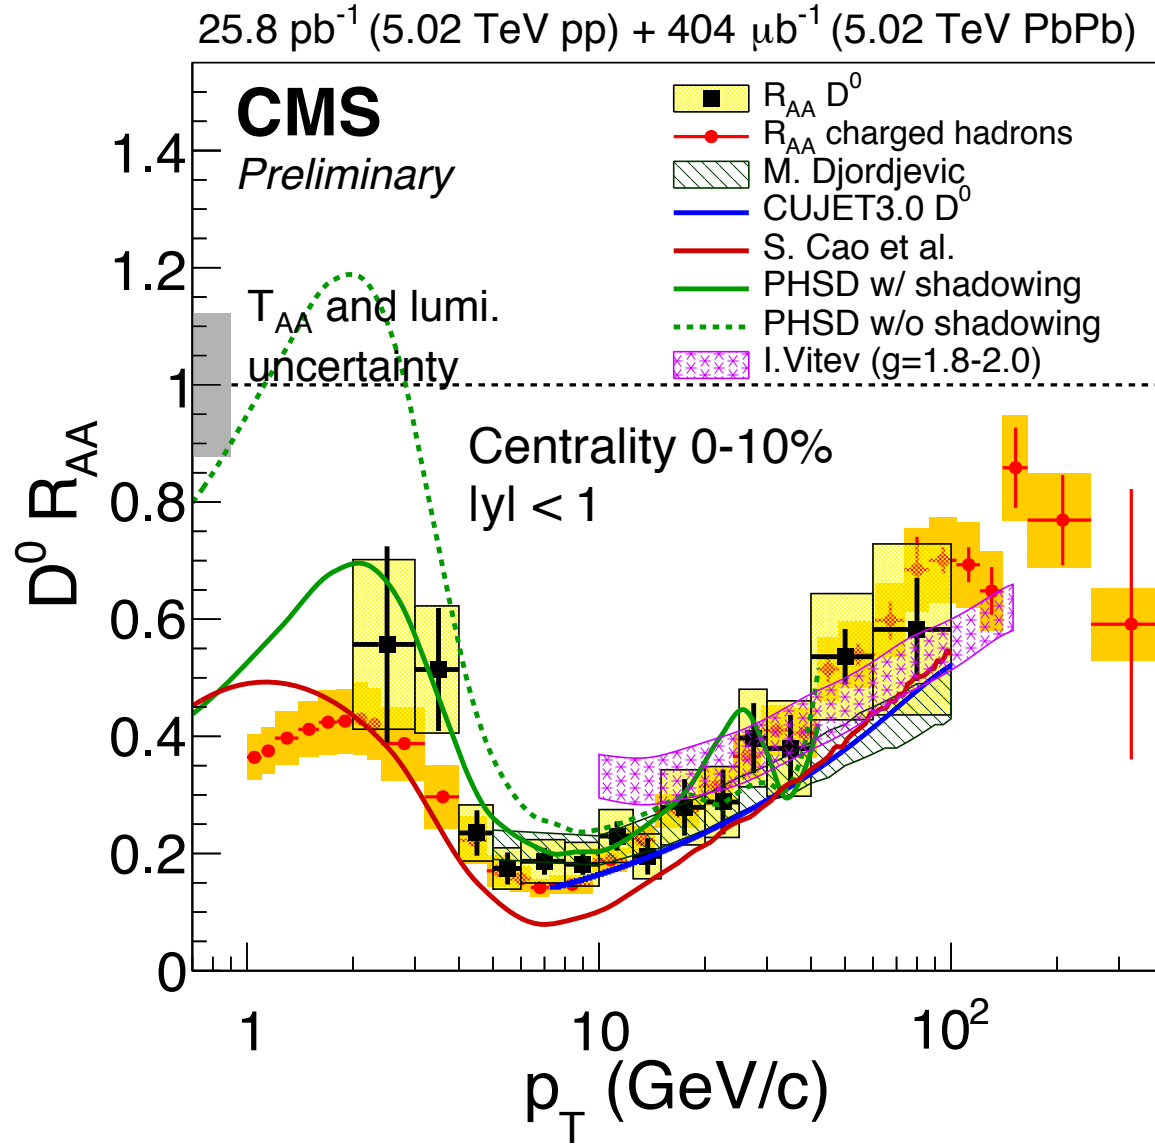 25.8 pb⁻¹ (5.02 TeV pp) + 404 μb⁻¹ (5.02 TeV PbPb)
CMS
Preliminary
R_AA D⁰
R_AA charged hadrons
M. Djordjevic
CUJET3.0 D⁰
S. Cao et al.
PHSD w/ shadowing
PHSD w/o shadowing
I.Vitev (g=1.8-2.0)
T_AA and lumi.
uncertainty
Centrality 0-10%
|y| < 1
D⁰ R_AA
1.4
1.2
1
0.8
0.6
0.4
0.2
0
1
10
10²
p_T (GeV/c)